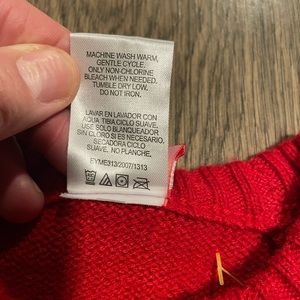 MACHINE WASH WARM,
GENTLE CYCLE.
ONLY NON-CHLORINE
BLEACH WHEN NEEDED.
TUMBLE DRY LOW.
DO NOT IRON.
LAVAR EN LAVADOR CON
AQUA TIBIA CICLO SUAVE.
USE SOLO BLANQUEADOR
SIN CLORO SI ES NECESARIO.
SECADORA CICLO
SUAVE, NO PLANCHE.
EYME313/2007/1313